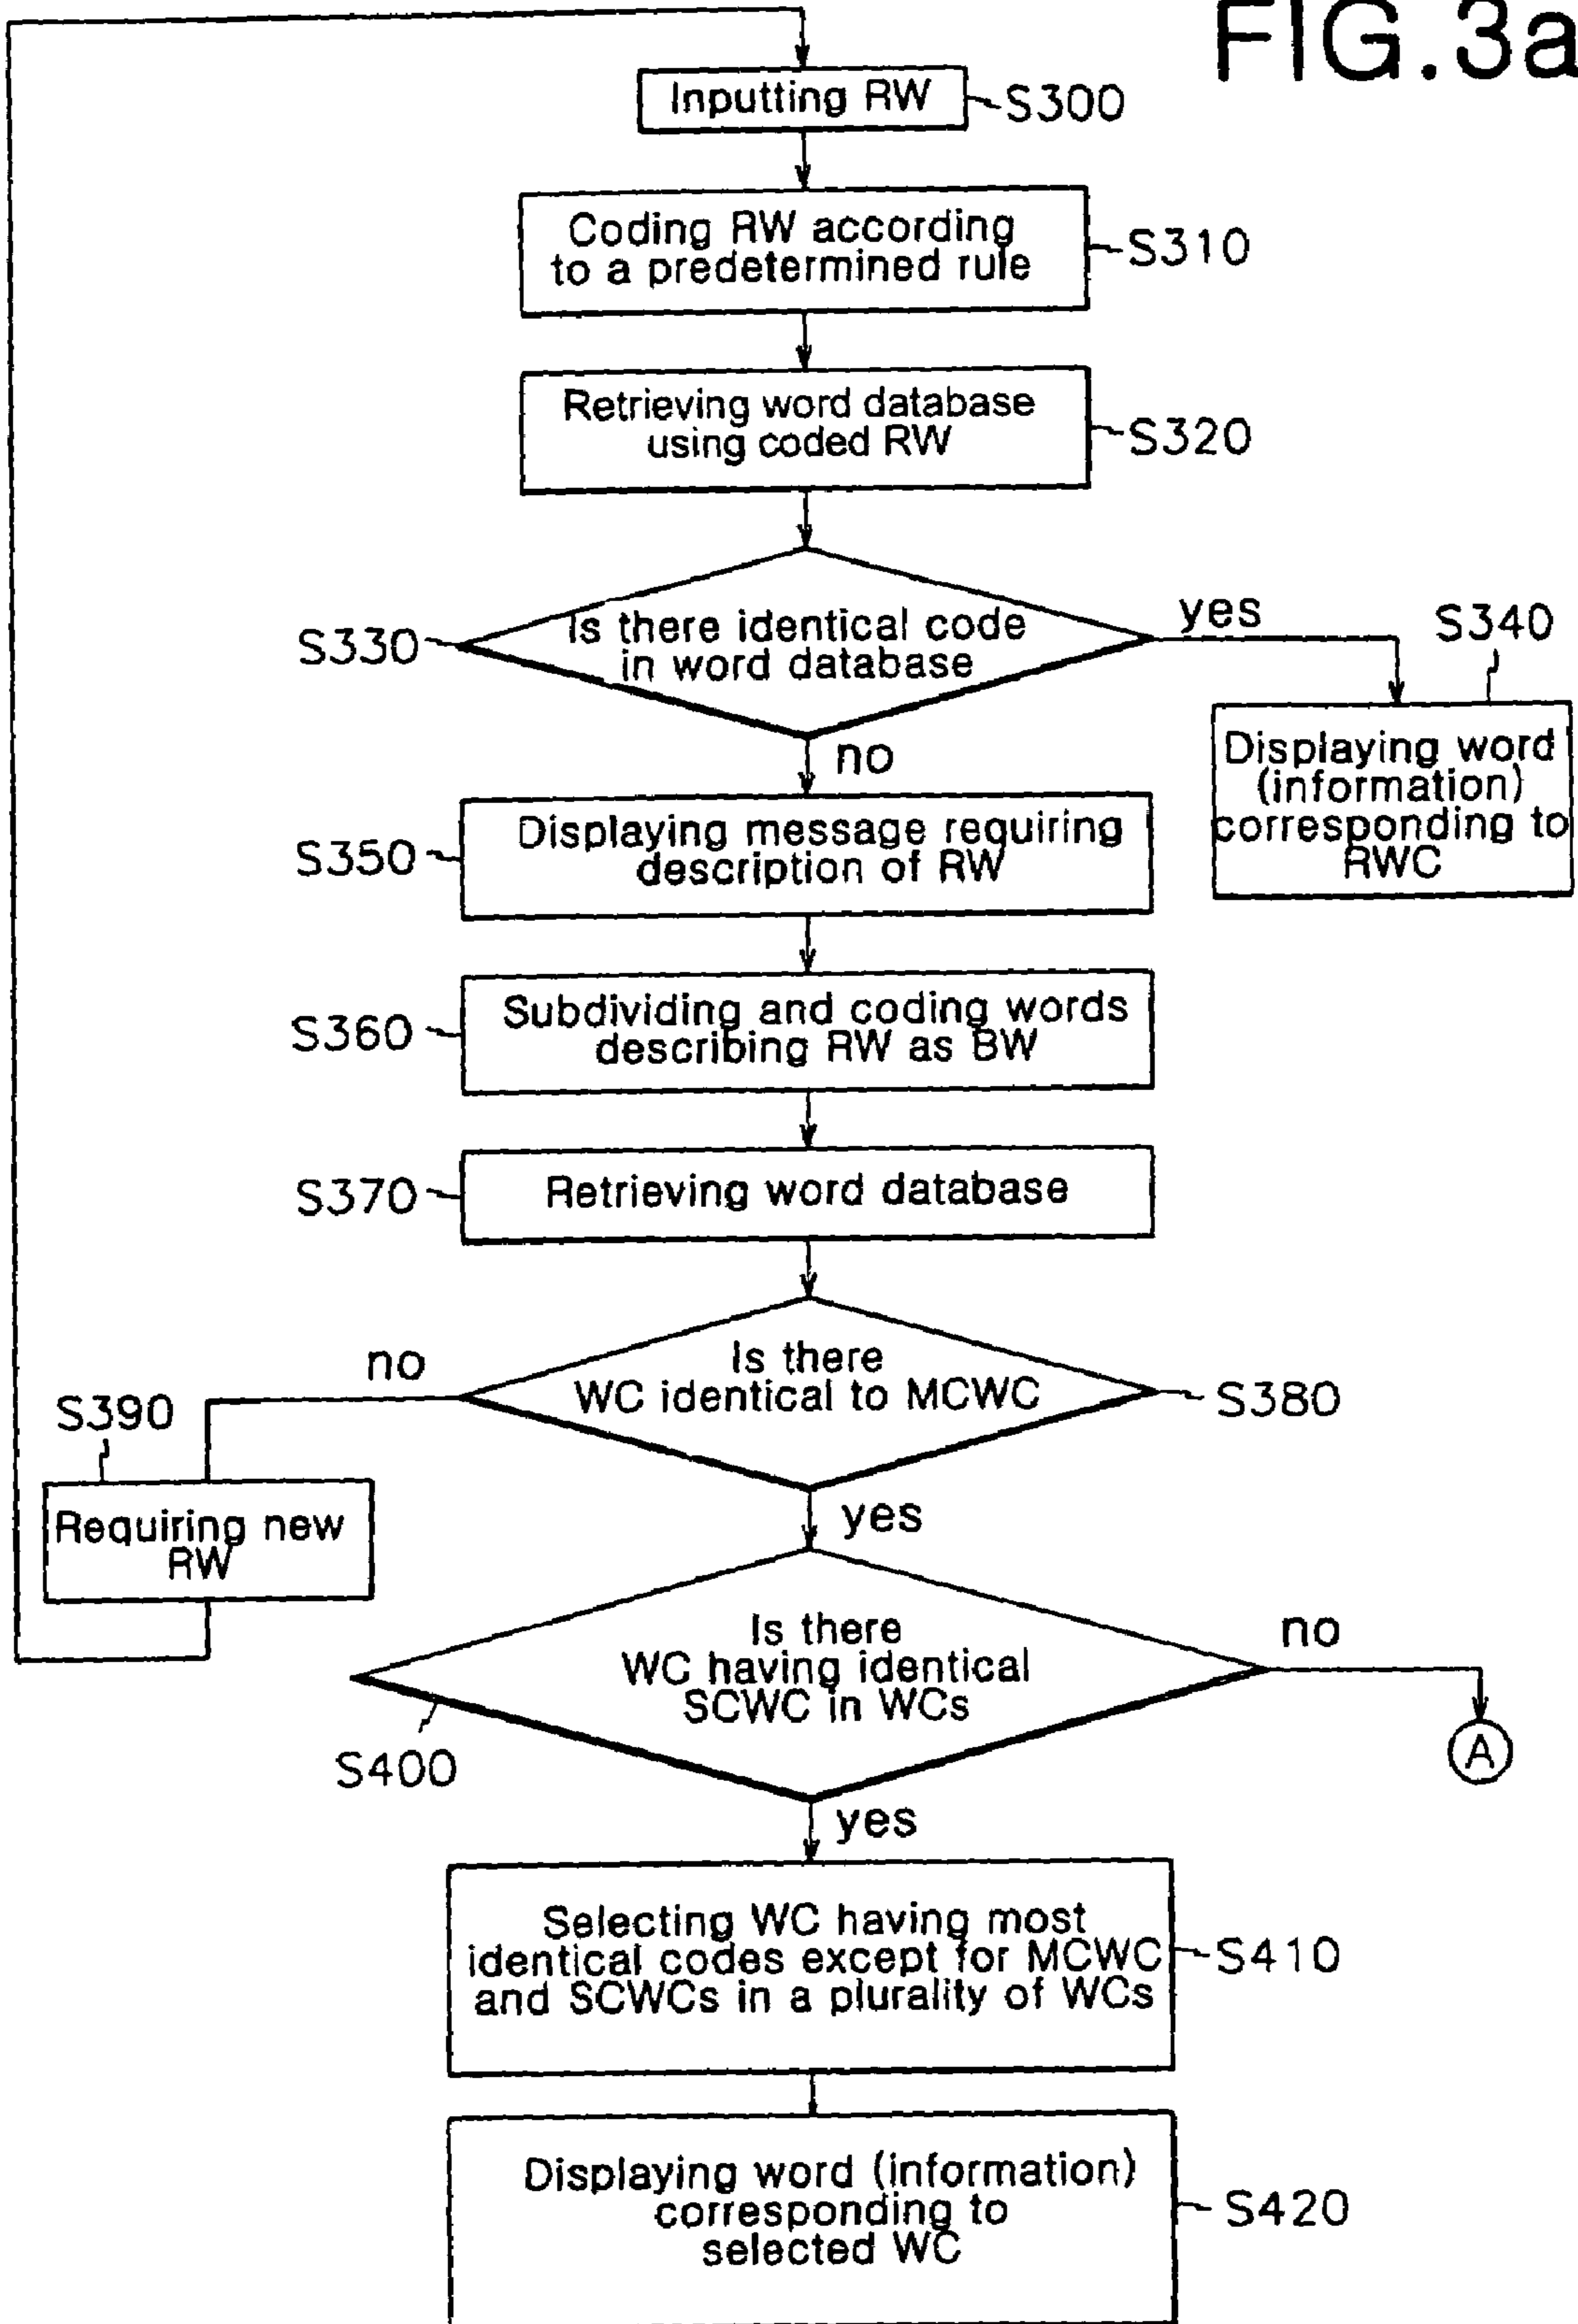 FIG.3a
Inputting RW
S300
Coding RW according
to a predetermined rule
S310
Retrieving word database
using coded RW
S320
S330
Is there identical code
in word database
yes
S340
Displaying word
(information)
corresponding to
RWC
no
S350
Displaying message requiring
description of RW
S360
Subdividing and coding words
describing RW as BW
S370
Retrieving word database
Is there
WC identical to MCWC
S380
no
S390
Requiring new
RW
yes
Is there
WC having identical
SCWC in WCs
S400
no
A
yes
Selecting WC having most
identical codes except for MCWC
and SCWCs in a plurality of WCs
S410
Displaying word (information)
corresponding to
selected WC
S420